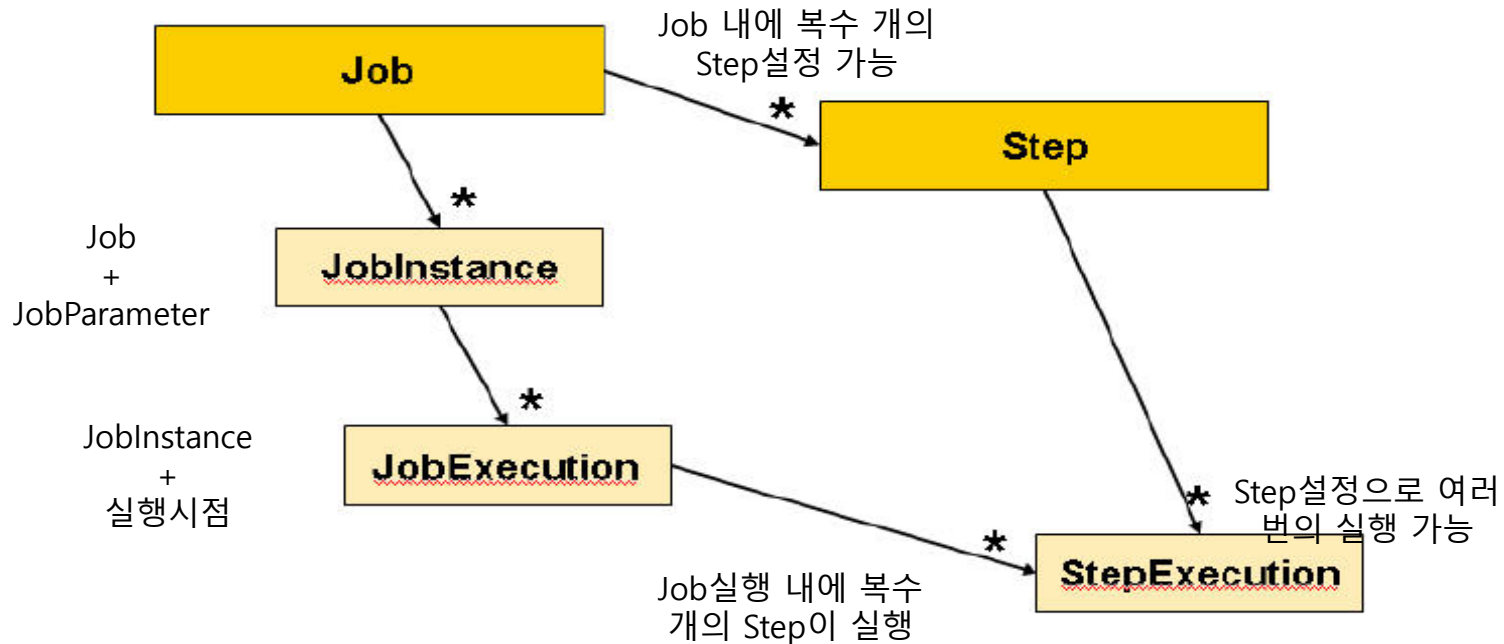 Job 내에 복수 개의
Step설정 가능
Job
*
Step
*
Job
+
JobParameter
JobInstance
*
JobInstance
+
실행시점
JobExecution
*
Step설정으로 여러
번의 실행 가능
*
StepExecution
Job실행 내에 복수
개의 Step이 실행